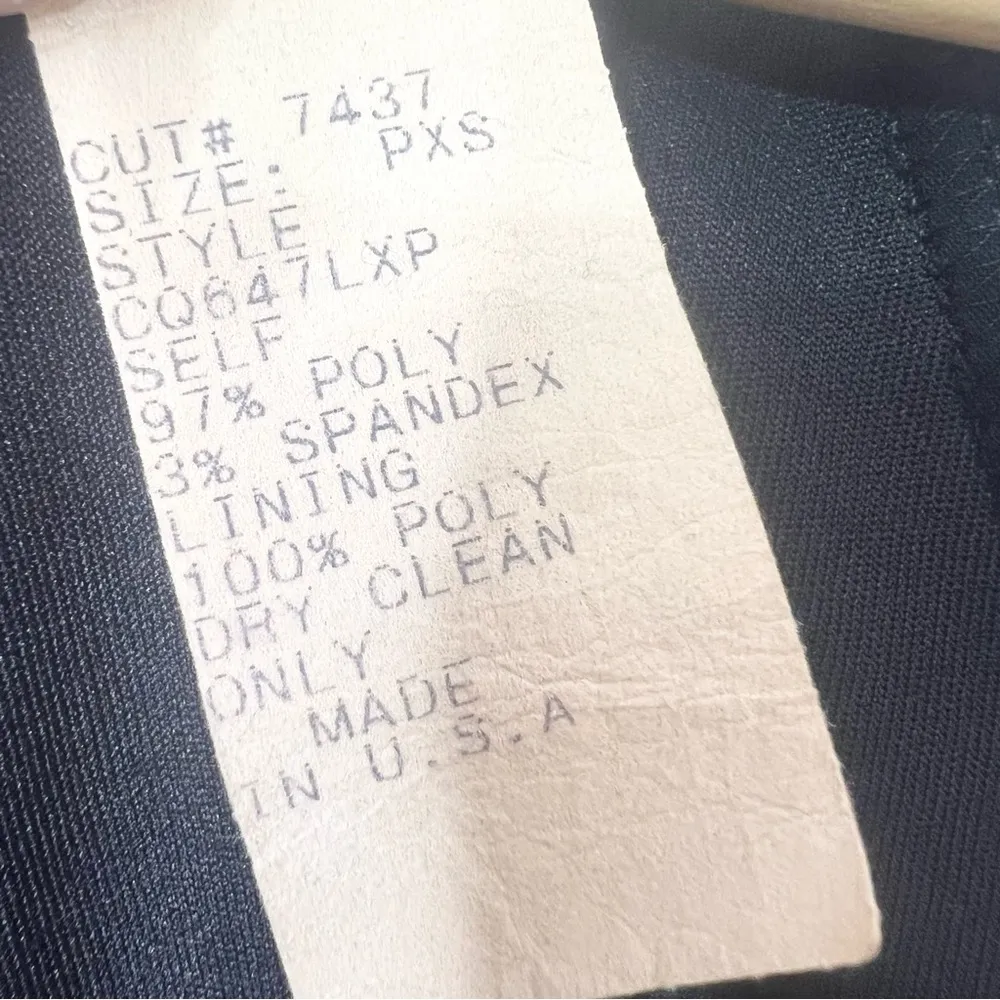 CUT# 7437
SIZE: PXS
STYLE
CQ647LXP
SELF
97% POLY
3% SPANDEX
LINING
100% POLY
DRY CLEAN
ONLY
MADE
IN U.S.A